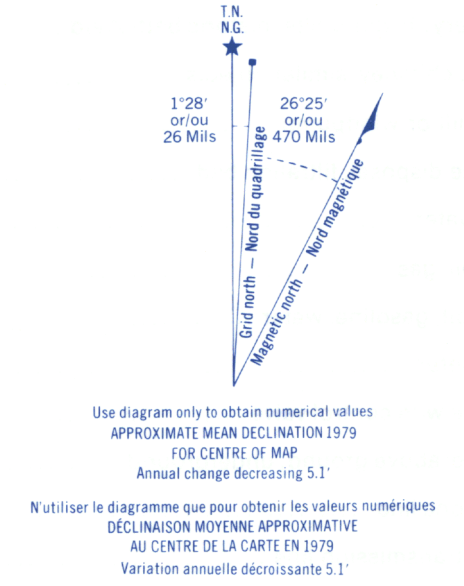 T.N.
N.G.
1°28'
or/ou
26 Mils
26°25'
or/ou
470 Mils
Grid north — Nord du quadrillage
Magnetic north — Nord magnétique
Use diagram only to obtain numerical values
APPROXIMATE MEAN DECLINATION 1979
FOR CENTRE OF MAP
Annual change decreasing 5.1'
N'utiliser le diagramme que pour obtenir les valeurs numériques
DÉCLINAISON MOYENNE APPROXIMATIVE
AU CENTRE DE LA CARTE EN 1979
Variation annuelle décroissante 5.1'